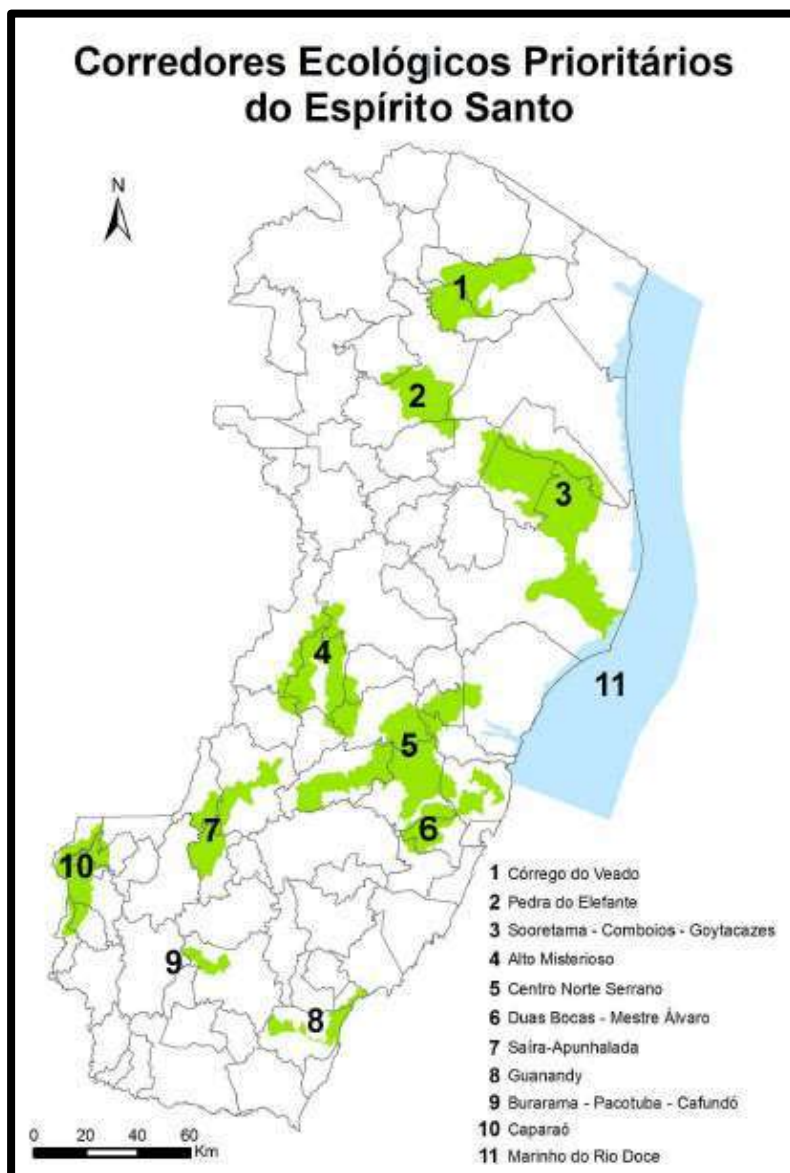 Corredores Ecológicos Prioritários
do Espírito Santo
N
1
2
3
4
11
5
7
6
10
9
8
1 Córrego do Veado
2 Pedra do Elefante
3 Sooretama - Comboios - Goytacazes
4 Alto Misterioso
5 Centro Norte Serrano
6 Duas Bocas - Mestre Álvaro
7 Saíra-Apunhalada
8 Guanandy
9 Burarama - Pacotuba - Cafundó
10 Caparaó
11 Marinho do Rio Doce
0 20 40 60
Km